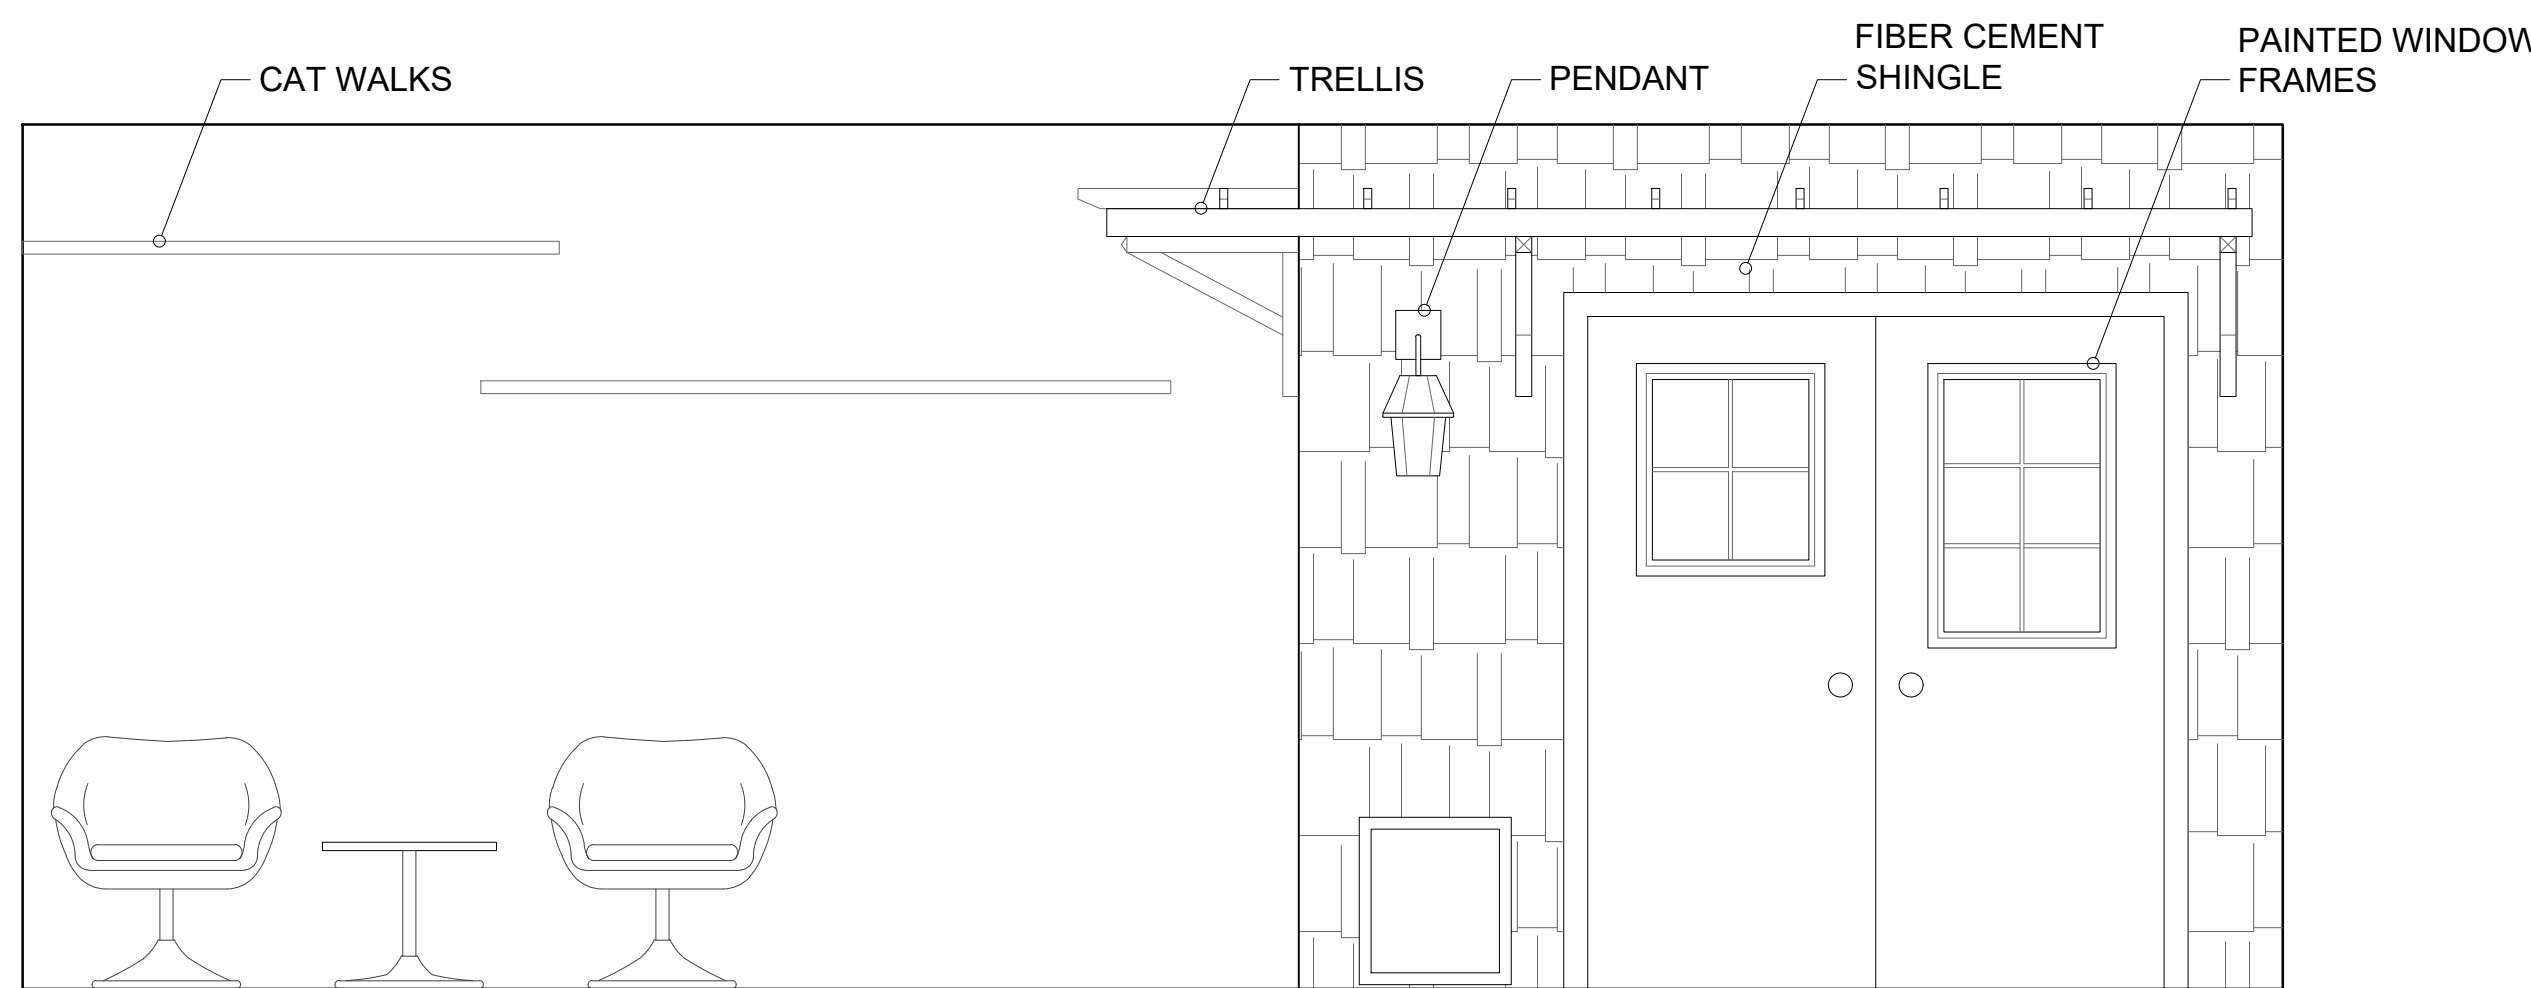 CAT WALKS
TRELLIS
PENDANT
FIBER CEMENT
SHINGLE
PAINTED WINDOW
FRAMES